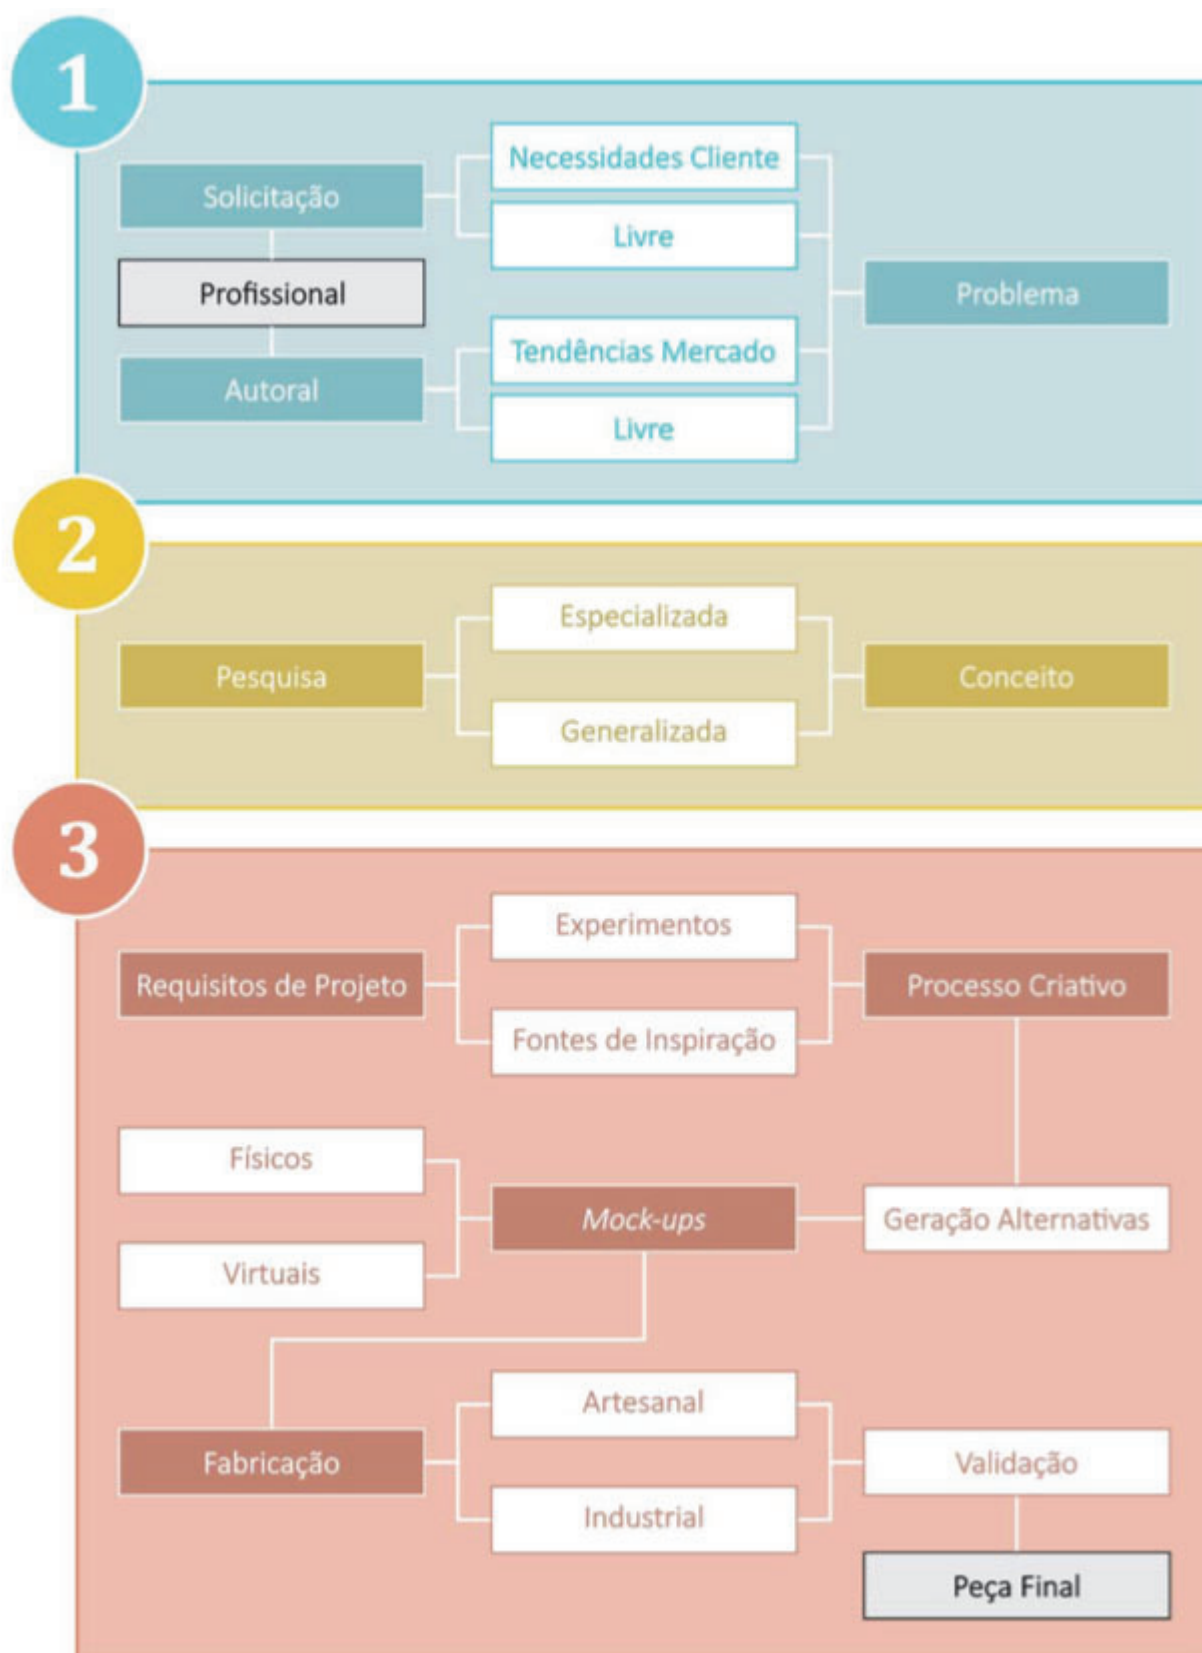 1
Necessidades Cliente
Solicitação
Livre
Profissional
Problema
Tendências Mercado
Autoral
Livre
2
Especializada
Pesquisa
Conceito
Generalizada
3
Experimentos
Requisitos de Projeto
Processo Criativo
Fontes de Inspiração
Físicos
Mock-ups
Geração Alternativas
Virtuais
Artesanal
Fabricação
Validação
Industrial
Peça Final